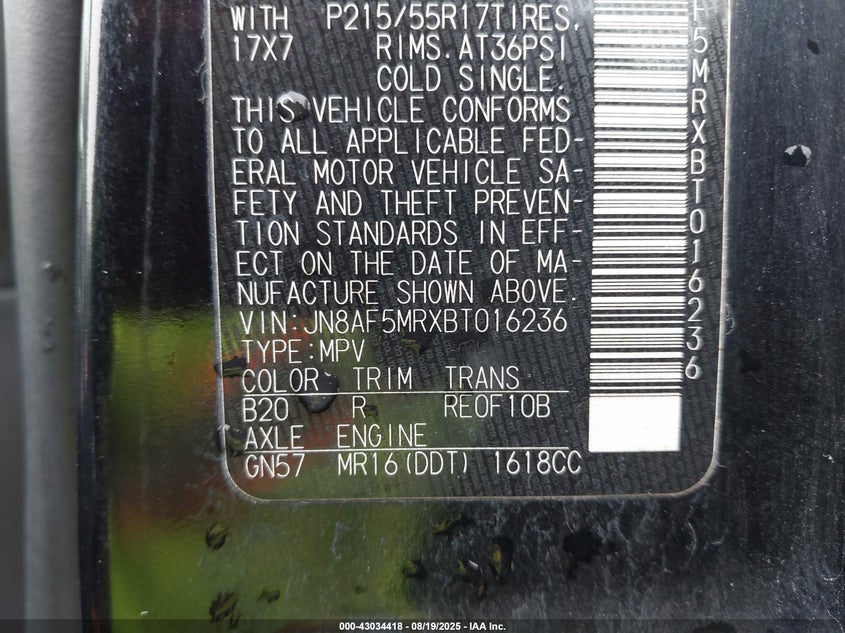 WITH P215/55R17TIRES,
17X7 RIMS.AT36PSI
COLD SINGLE.
THIS VEHICLE CONFORMS
TO ALL APPLICABLE FED-
ERAL MOTOR VEHICLE SA-
FETY AND THEFT PREVEN-
TION STANDARDS IN EFF-
ECT ON THE DATE OF MA-
NUFACTURE SHOWN ABOVE.
VIN:JN8AF5MRXBT016236
TYPE:MPV
COLOR TRIM TRANS
B20 R RE0F10B
AXLE ENGINE
GN57 MR16(DDT) 1618CC
F5MRXBT016236
000-43034418 - 08/19/2025 - IAA Inc.